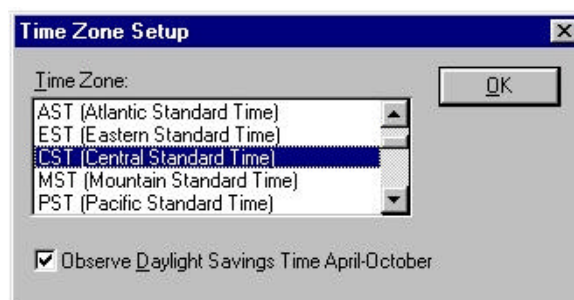 Time Zone Setup
Time Zone:
OK
AST (Atlantic Standard Time)
EST (Eastern Standard Time)
CST (Central Standard Time)
MST (Mountain Standard Time)
PST (Pacific Standard Time)
Observe Daylight Savings Time April-October